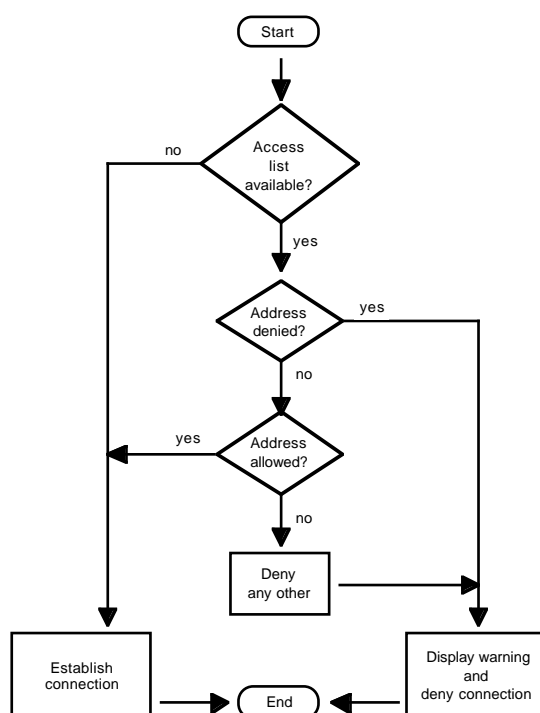 Start
no
Access
list
available?
yes
Address
denied?
yes
no
yes
Address
allowed?
no
Deny
any other
Establish
connection
Display warning
and
deny connection
End